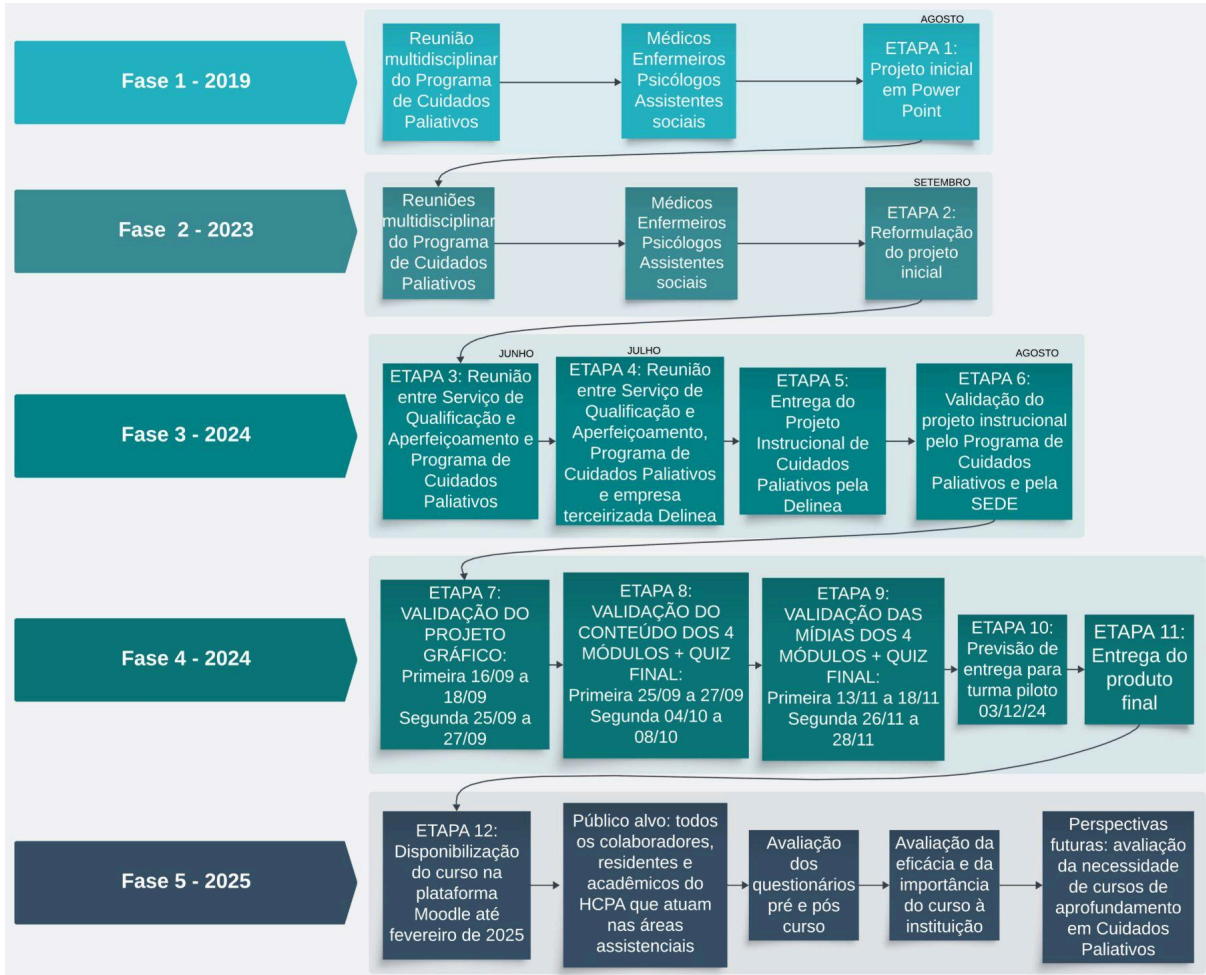 Fase 1 - 2019
Reunião
multidisciplinar
do Programa
de Cuidados
Paliativos
Médicos
Enfermeiros
Psicólogos
Assistentes
sociais
AGOSTO
ETAPA 1:
Projeto inicial
em Power
Point
Fase 2 - 2023
Reuniões
multidisciplinar
do Programa
de Cuidados
Paliativos
Médicos
Enfermeiros
Psicólogos
Assistentes
sociais
SETEMBRO
ETAPA 2:
Reformulação
do projeto
inicial
Fase 3 - 2024
JUNHO
ETAPA 3: Reunião
entre Serviço de
Qualificação e
Aperfeiçoamento e
Programa de
Cuidados
Paliativos
JULHO
ETAPA 4: Reunião
entre Serviço de
Qualificação e
Aperfeiçoamento,
Programa de
Cuidados Paliativos
e empresa
terceirizada Delinea
ETAPA 5:
Entrega do
Projeto
Instrucional de
Cuidados
Paliativos pela
Delinea
AGOSTO
ETAPA 6:
Validação do
projeto instrucional
pelo Programa de
Cuidados
Paliativos e pela
SEDE
Fase 4 - 2024
ETAPA 7:
VALIDAÇÃO DO
PROJETO
GRÁFICO:
Primeira 16/09 a
18/09
Segunda 25/09 a
27/09
ETAPA 8:
VALIDAÇÃO DO
CONTEÚDO DOS 4
MÓDULOS + QUIZ
FINAL:
Primeira 25/09 a 27/09
Segunda 04/10 a
08/10
ETAPA 9:
VALIDAÇÃO DAS
MÍDIAS DOS 4
MÓDULOS + QUIZ
FINAL:
Primeira 13/11 a 18/11
Segunda 26/11 a
28/11
ETAPA 10:
Previsão de
entrega para
turma piloto
03/12/24
ETAPA 11:
Entrega do
produto
final
Fase 5 - 2025
ETAPA 12:
Disponibilização
do curso na
plataforma
Moodle até
fevereiro de 2025
Público alvo: todos
os colaboradores,
residentes e
acadêmicos do
HCPA que atuam
nas áreas
assistenciais
Avaliação
dos
questionários
pré e pós
curso
Avaliação da
eficácia e da
importância
do curso à
instituição
Perspectivas
futuras: avaliação
da necessidade
de cursos de
aprofundamento
em Cuidados
Paliativos